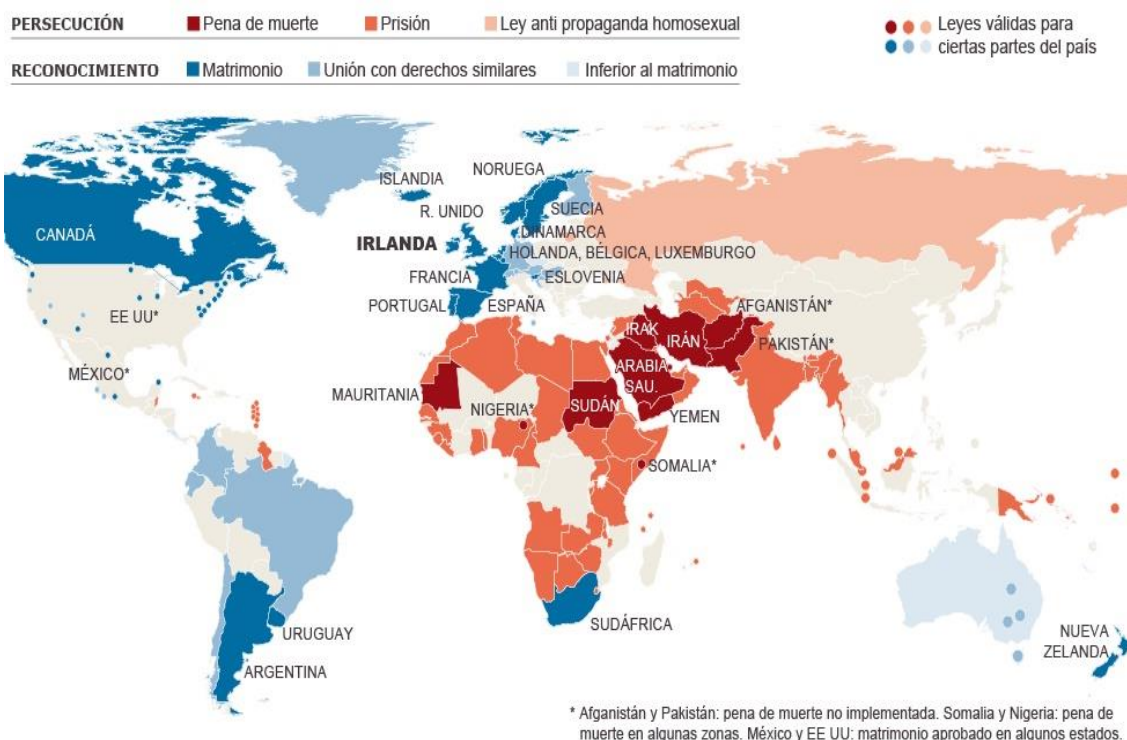 PERSECUCIÓN Pena de muerte Prisión Ley anti propaganda homosexual
Leyes válidas para
ciertas partes del país
RECONOCIMIENTO Matrimonio Unión con derechos similares Inferior al matrimonio
NORUEGA
ISLANDIA
R. UNIDO
SUECIA
CANADÁ
DINAMARCA
IRLANDA
HOLANDA, BÉLGICA, LUXEMBURGO
FRANCIA
ESLOVENIA
PORTUGAL
ESPAÑA
AFGANISTÁN*
EE UU*
IRAK
IRÁN
PAKISTÁN*
MÉXICO*
ARABIA
SAU.
MAURITANIA
NIGERIA*
SUDÁN
YEMEN
SOMALIA*
SUDÁFRICA
URUGUAY
NUEVA
ZELANDA
ARGENTINA
* Afganistán y Pakistán: pena de muerte no implementada. Somalia y Nigeria: pena de
muerte en algunas zonas. México y EE UU: matrimonio aprobado en algunos estados.